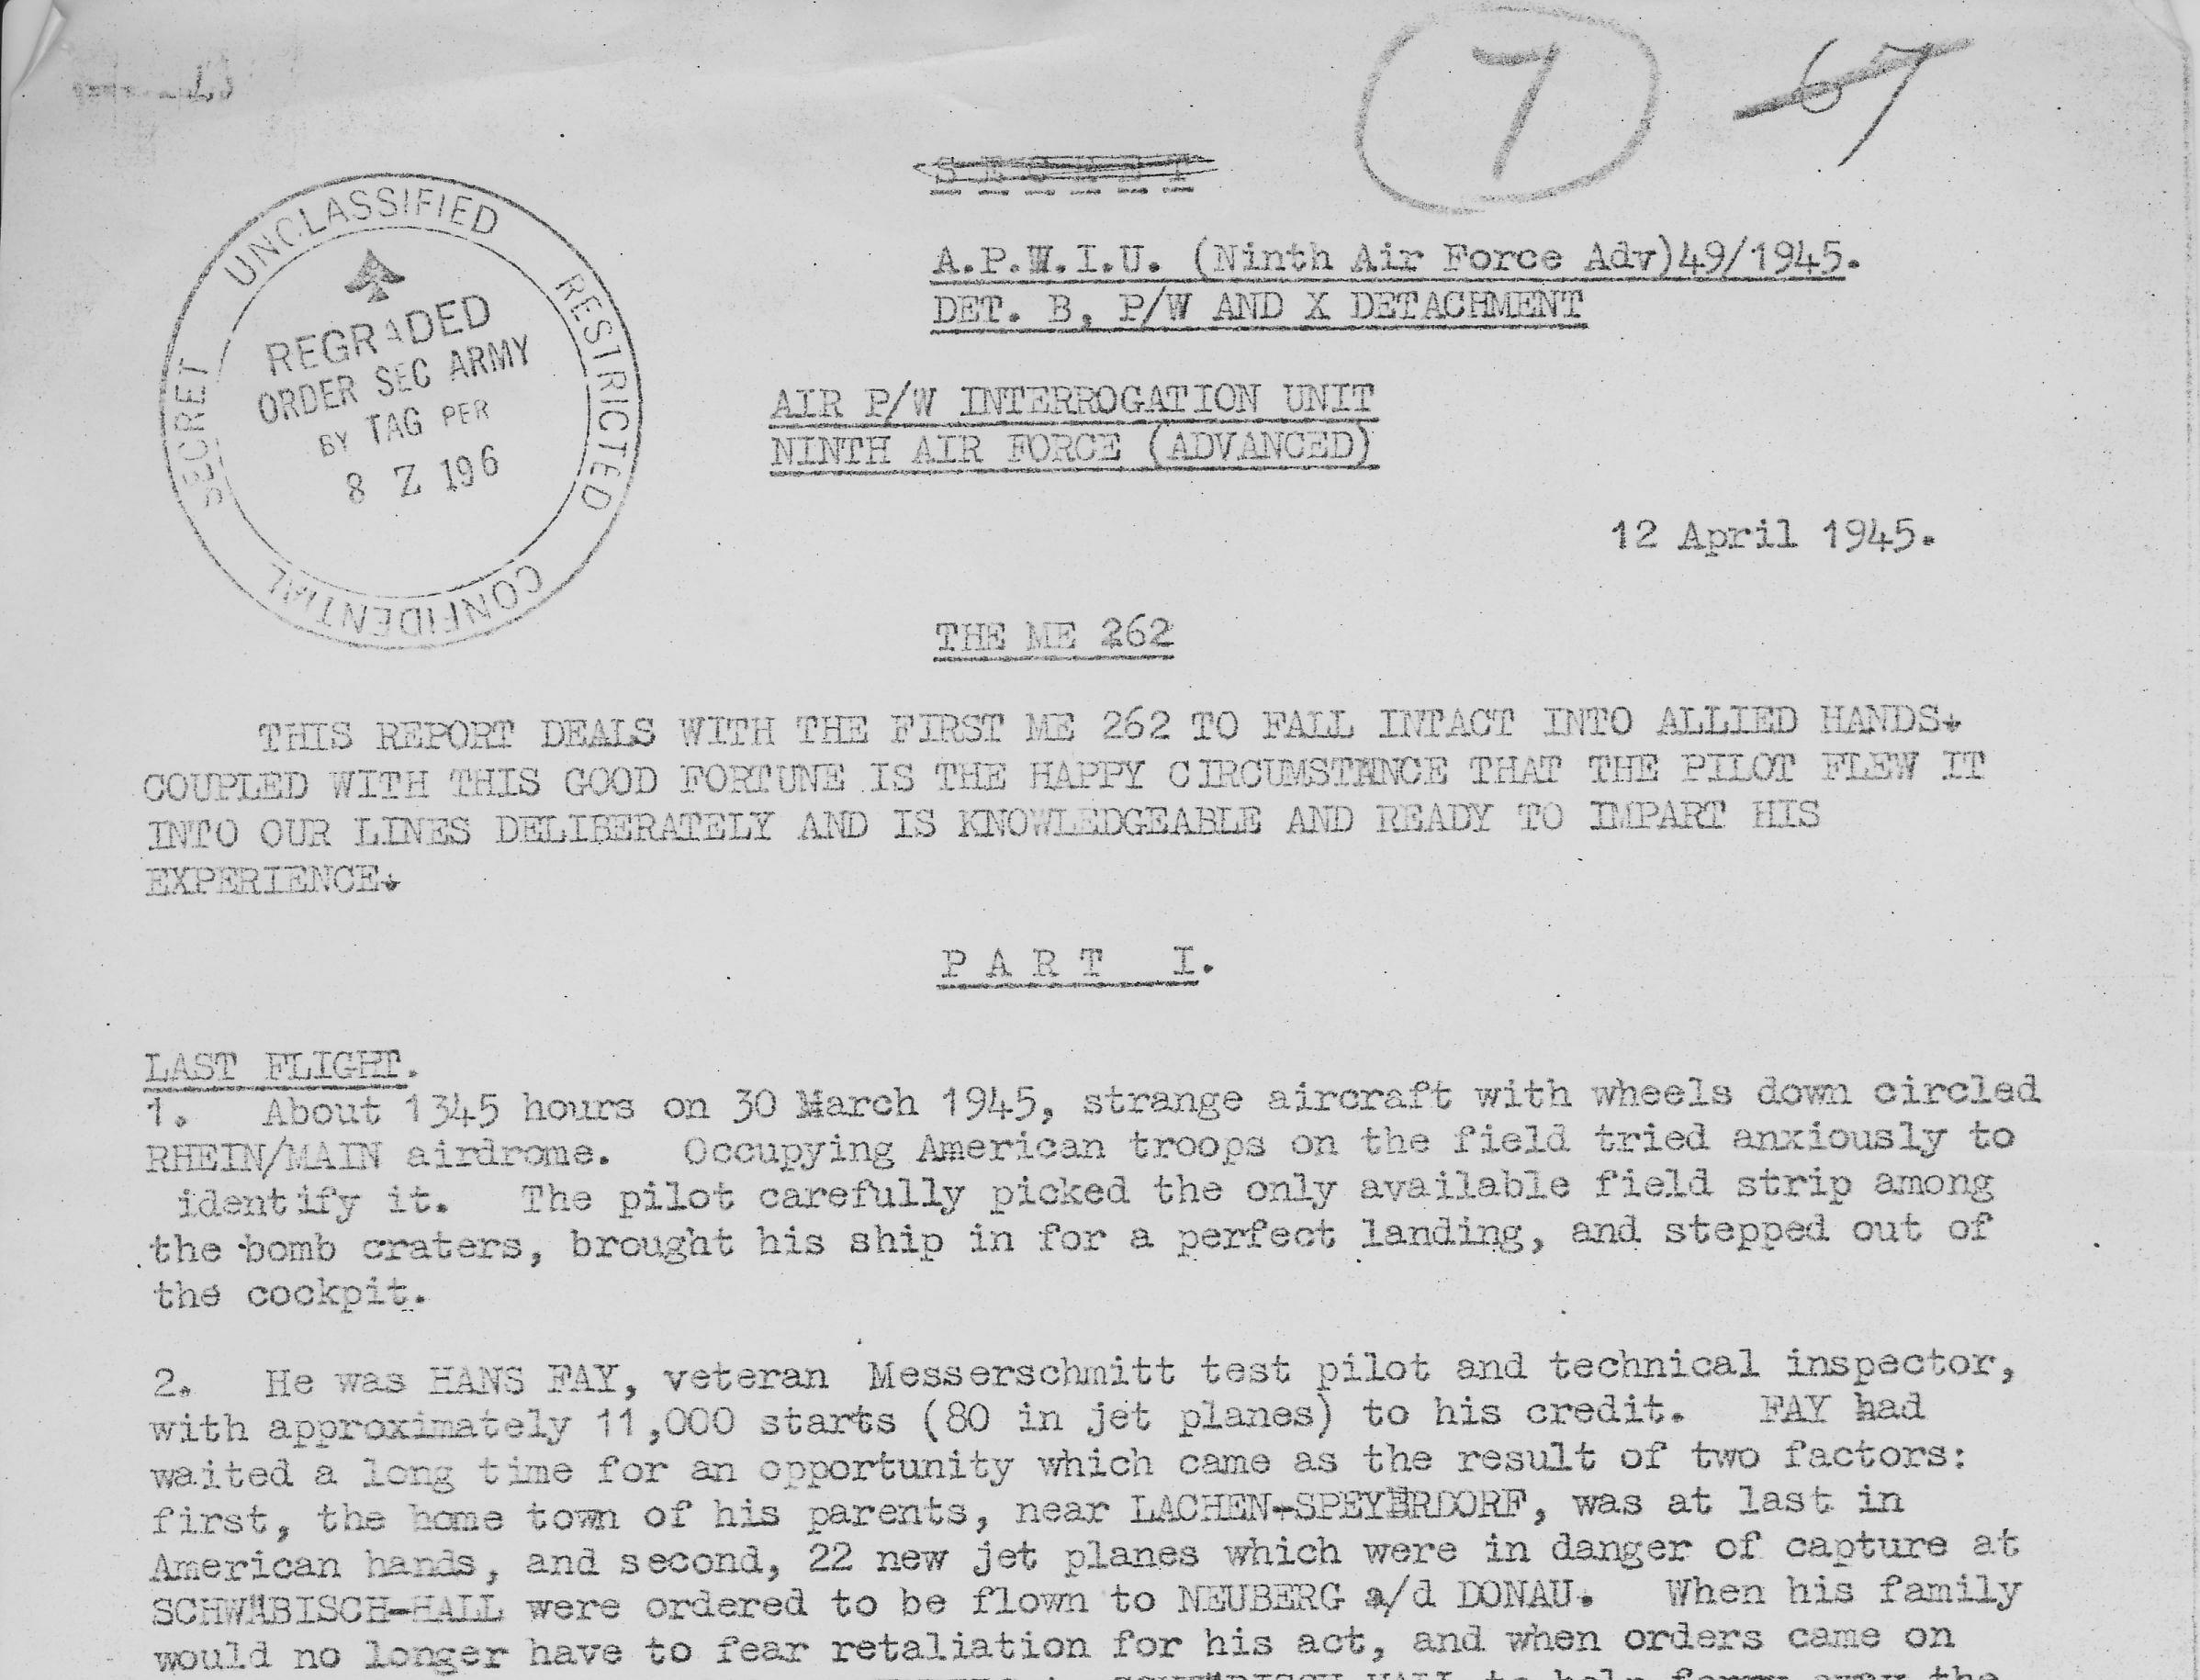 7
67
S E C R E T
A.P.W.I.U. (Ninth Air Force Adv)49/1945.
DET. B, P/W AND X DETACHMENT
UNCLASSIFIED
RESTRICTED
CONFIDENTIAL
SECRET
REGRADED
ORDER SEC ARMY
BY TAG PER
8 Z 196
AIR P/W INTERROGATION UNIT
NINTH AIR FORCE (ADVANCED)
12 April 1945.
THE ME 262
THIS REPORT DEALS WITH THE FIRST ME 262 TO FALL INTACT INTO ALLIED HANDS.
COUPLED WITH THIS GOOD FORTUNE IS THE HAPPY CIRCUMSTANCE THAT THE PILOT FLEW IT
INTO OUR LINES DELIBERATELY AND IS KNOWLEDGEABLE AND READY TO IMPART HIS
EXPERIENCE.
P A R T I.
LAST FLIGHT.
1. About 1345 hours on 30 March 1945, strange aircraft with wheels down circled
RHEIN/MAIN airdrome. Occupying American troops on the field tried anxiously to
identify it. The pilot carefully picked the only available field strip among
the bomb craters, brought his ship in for a perfect landing, and stepped out of
the cockpit.
2. He was HANS FAY, veteran Messerschmitt test pilot and technical inspector,
with approximately 11,000 starts (80 in jet planes) to his credit. FAY had
waited a long time for an opportunity which came as the result of two factors:
first, the home town of his parents, near LACHEN-SPEYERDORF, was at last in
American hands, and second, 22 new jet planes which were in danger of capture at
SCHWÄBISCH-HALL were ordered to be flown to NEUBERG a/d DONAU. When his family
would no longer have to fear retaliation for his act, and when orders came on